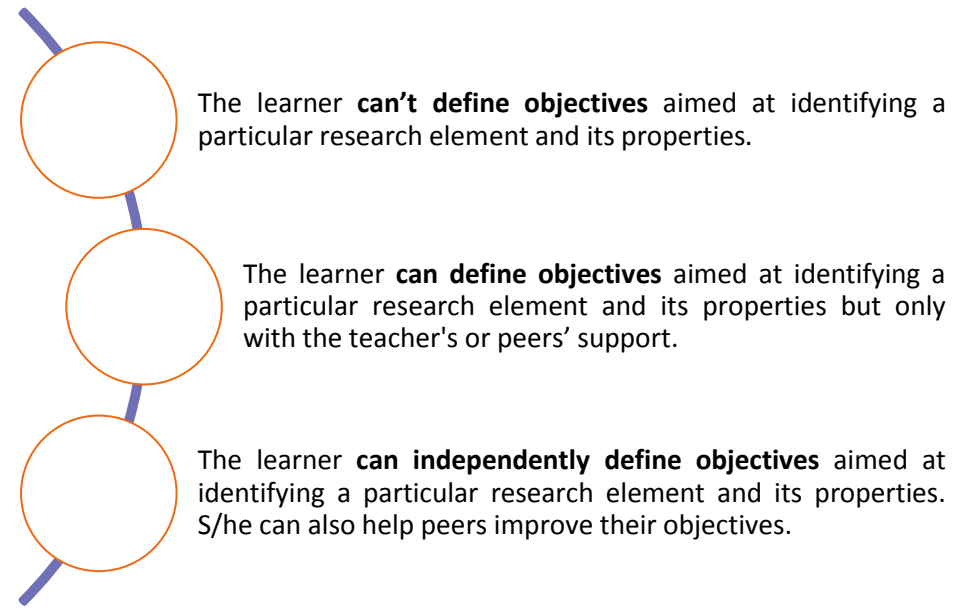 The learner can’t define objectives aimed at identifying a
particular research element and its properties.
The learner can define objectives aimed at identifying a
particular research element and its properties but only
with the teacher's or peers’ support.
The learner can independently define objectives aimed at
identifying a particular research element and its properties.
S/he can also help peers improve their objectives.